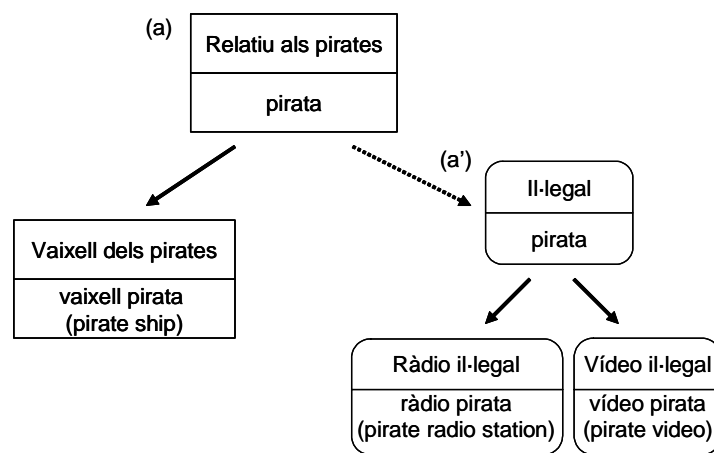 (a)
Relatiu als pirates
pirata
(a’)
Il·legal
pirata
Vaixell dels pirates
vaixell pirata
(pirate ship)
Ràdio il·legal
ràdio pirata
(pirate radio station)
Vídeo il·legal
vídeo pirata
(pirate video)